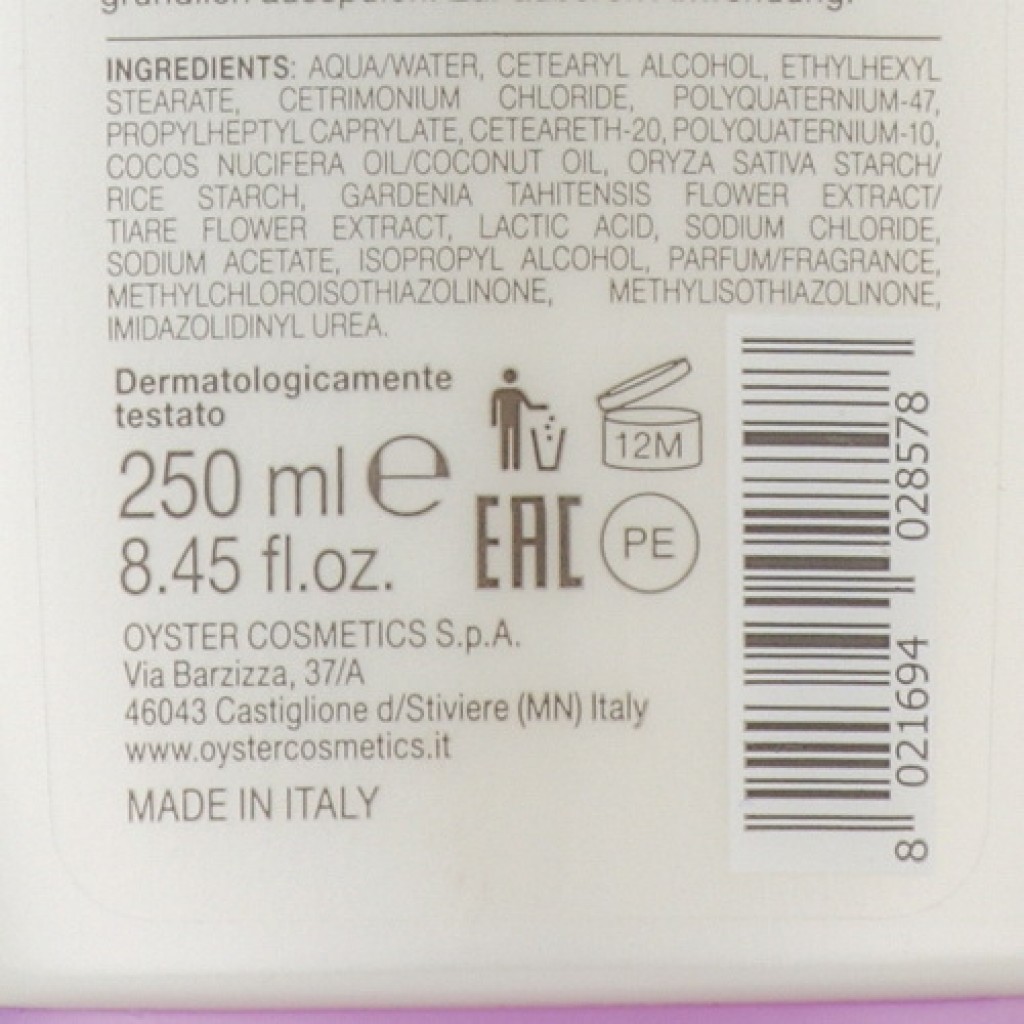 INGREDIENTS: AQUA/WATER, CETEARYL ALCOHOL, ETHYLHEXYL
STEARATE, CETRIMONIUM CHLORIDE, POLYQUATERNIUM-47,
PROPYLHEPTYL CAPRYLATE, CETEARETH-20, POLYQUATERNIUM-10,
COCOS NUCIFERA OIL/COCONUT OIL, ORYZA SATIVA STARCH/
RICE STARCH, GARDENIA TAHITENSIS FLOWER EXTRACT/
TIARE FLOWER EXTRACT, LACTIC ACID, SODIUM CHLORIDE,
SODIUM ACETATE, ISOPROPYL ALCOHOL, PARFUM/FRAGRANCE,
METHYLCHLOROISOTHIAZOLINONE, METHYLISOTHIAZOLINONE,
IMIDAZOLIDINYL UREA.
Dermatologicamente
testato
250 ml e
8.45 fl.oz.
12M
EAC
PE
OYSTER COSMETICS S.p.A.
Via Barzizza, 37/A
46043 Castiglione d/Stiviere (MN) Italy
www.oystercosmetics.it
MADE IN ITALY
8 021694 028578